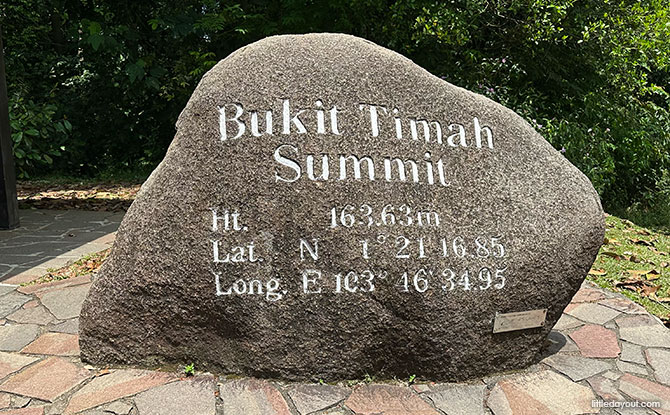 Bukit Timah
Summit
Ht. 163.63m
Lat. N 1° 21' 16.85
Long. E 103° 46' 34.95
littledayout.com